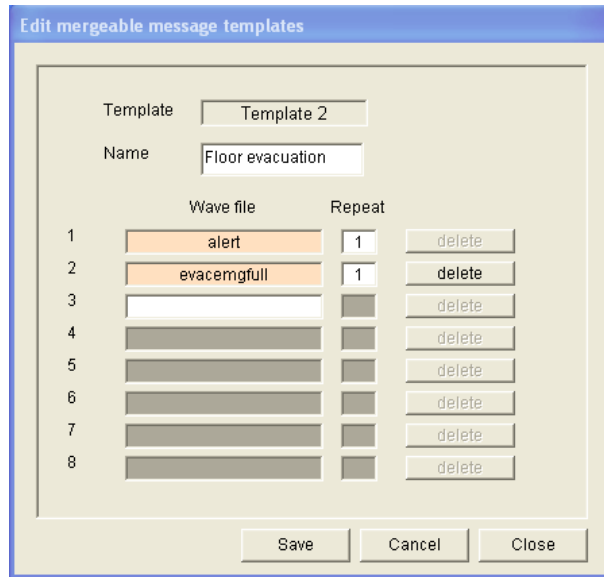 Edit mergeable message templates
Template Template 2
Name Floor evacuation
Wave file Repeat
1 alert 1 delete
2 evacemgfull 1 delete
3 delete
4 delete
5 delete
6 delete
7 delete
8 delete
Save Cancel Close